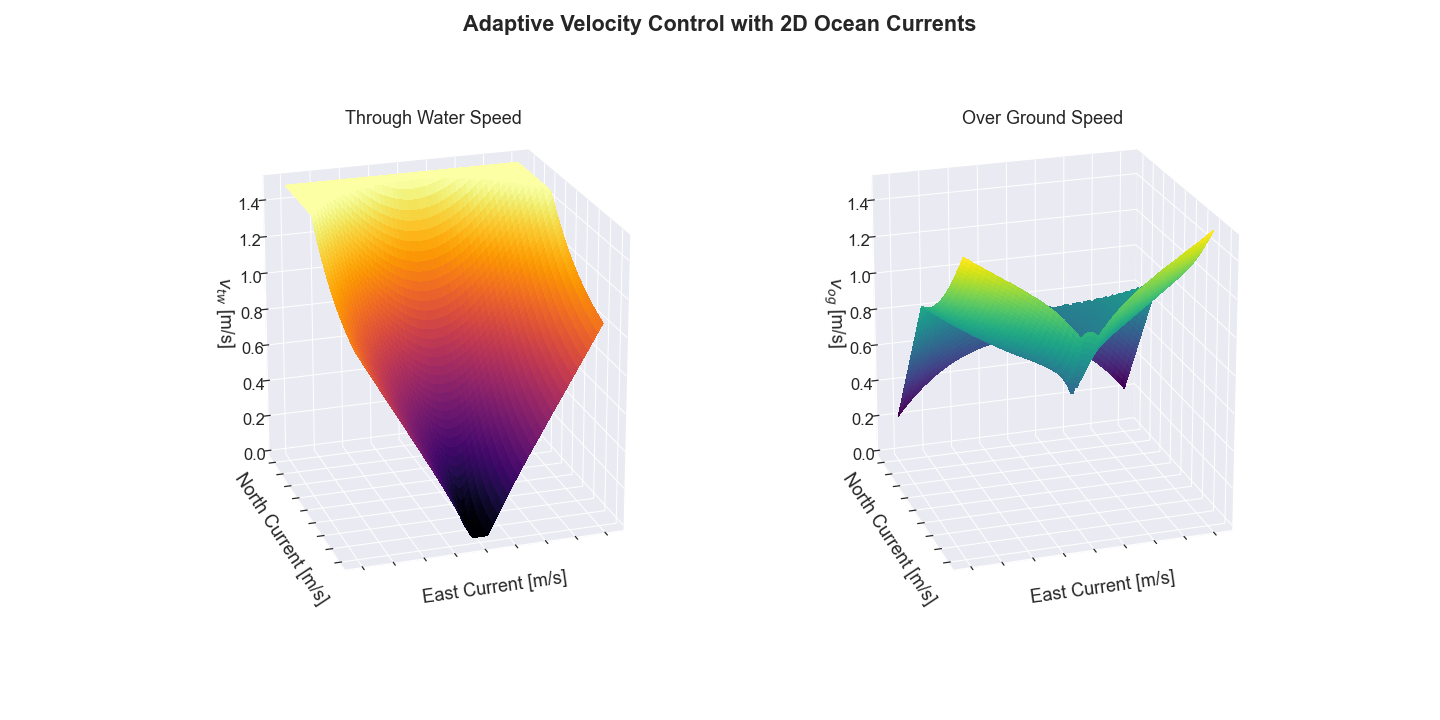 Adaptive Velocity Control with 2D Ocean Currents
Through Water Speed
1.4
1.2
1.0
0.8
0.6
0.4
0.2
0.0
v_tw [m/s]
North Current [m/s]
East Current [m/s]
Over Ground Speed
1.4
1.2
1.0
0.8
0.6
0.4
0.2
0.0
v_og [m/s]
North Current [m/s]
East Current [m/s]